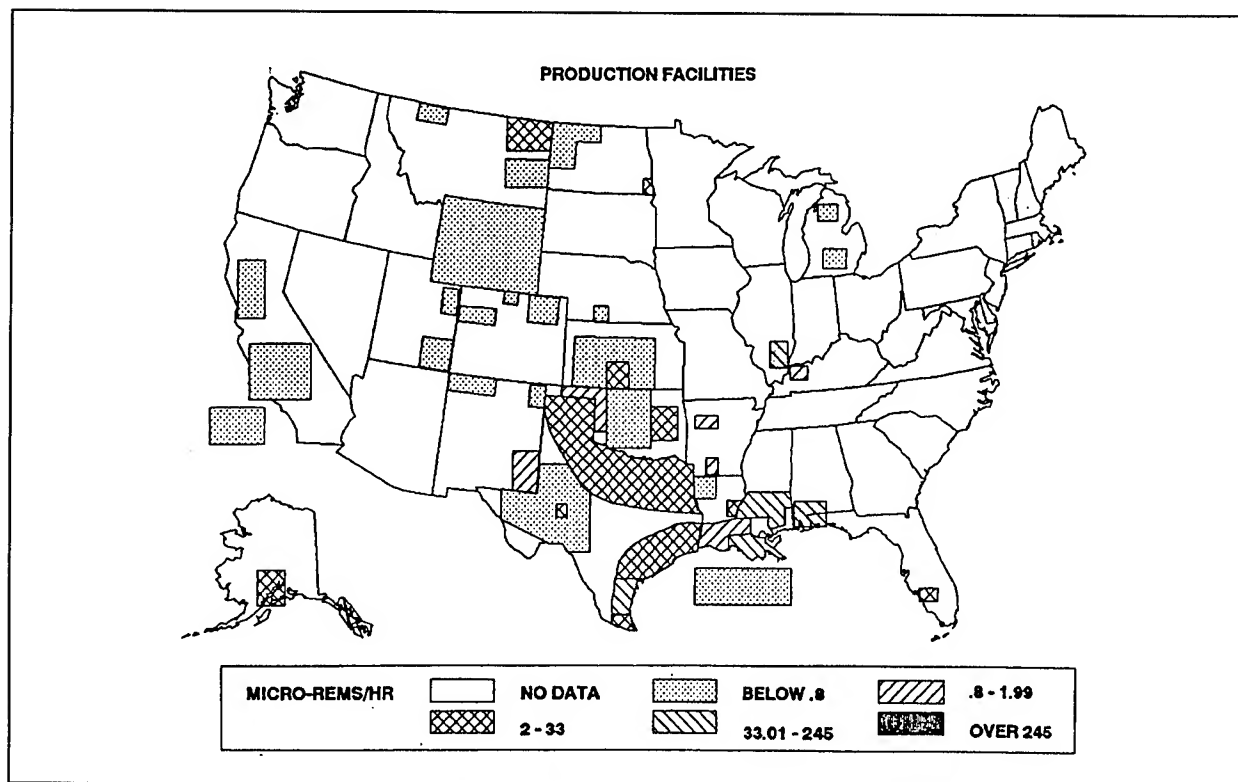 PRODUCTION FACILITIES
MICRO-REMS/HR NO DATA BELOW .8 .8 - 1.99
2 - 33 33.01 - 245 OVER 245